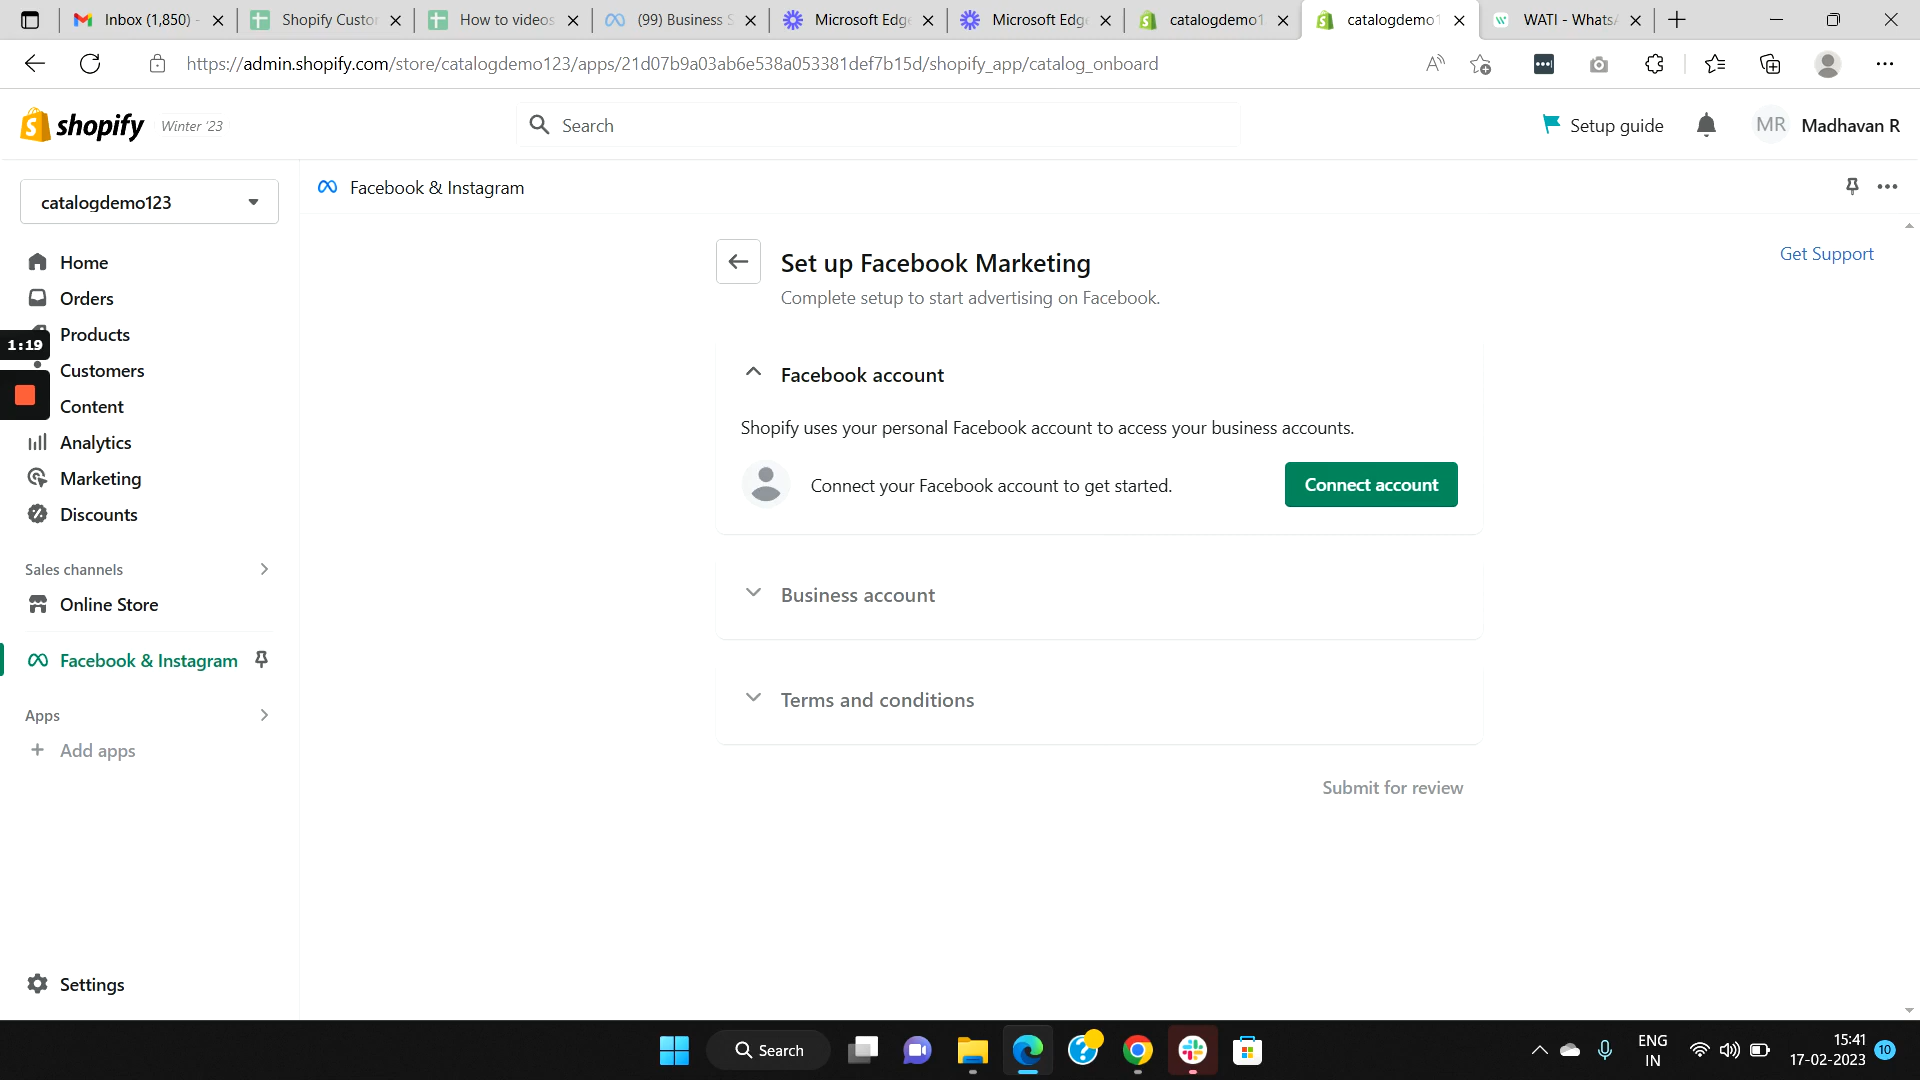 Inbox (1,850) -
Shopify Custor
How to videos
(99) Business S
Microsoft Edge
Microsoft Edge
catalogdemo1
catalogdemo1
WATI - Whats
https://admin.shopify.com/store/catalogdemo123/apps/21d07b9a03ab6e538a053381def7b15d/shopify_app/catalog_onboard
shopify
Winter '23
Search
Setup guide
MR
Madhavan R
catalogdemo123
Facebook & Instagram
Home
Orders
Products
1:19
Customers
Content
Analytics
Marketing
Discounts
Sales channels
Online Store
Facebook & Instagram
Apps
Add apps
Settings
Set up Facebook Marketing
Get Support
Complete setup to start advertising on Facebook.
Facebook account
Shopify uses your personal Facebook account to access your business accounts.
Connect your Facebook account to get started.
Connect account
Business account
Terms and conditions
Submit for review
Search
ENG
IN
15:41
17-02-2023
10